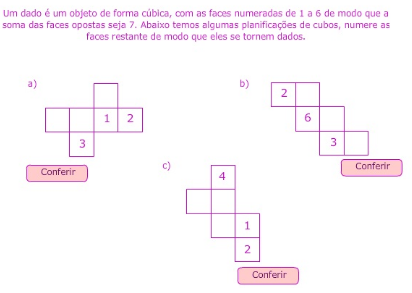 Um dado é um objeto de forma cúbica, com as faces numeradas de 1 a 6 de modo que a
soma das faces opostas seja 7. Abaixo temos algumas planificações de cubos, numere as
faces restante de modo que eles se tornem dados.
a)
b)
2
1 2
6
3
3
Conferir
Conferir
c)
4
1
2
Conferir